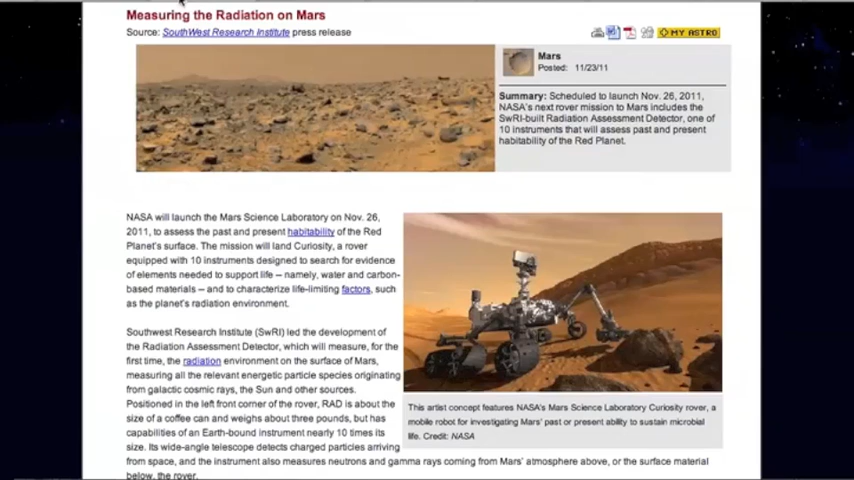 Measuring the Radiation on Mars
Source: SouthWest Research Institute press release
MY ASTRO
Mars
Posted: 11/23/11
Summary: Scheduled to launch Nov. 26, 2011,
NASA's next rover mission to Mars includes the
SwRI-built Radiation Assessment Detector, one of
10 instruments that will assess past and present
habitability of the Red Planet.
NASA will launch the Mars Science Laboratory on Nov. 26,
2011, to assess the past and present habitability of the Red
Planet's surface. The mission will land Curiosity, a rover
equipped with 10 instruments designed to search for evidence
of elements needed to support life – namely, water and carbon-
based materials – and to characterize life-limiting factors, such
as the planet's radiation environment.
Southwest Research Institute (SwRI) led the development of
the Radiation Assessment Detector, which will measure, for the
first time, the radiation environment on the surface of Mars,
measuring all the relevant energetic particle species originating
from galactic cosmic rays, the Sun and other sources.
Positioned in the left front corner of the rover, RAD is about the
size of a coffee can and weighs about three pounds, but has
capabilities of an Earth-bound instrument nearly 10 times its
size. Its wide-angle telescope detects charged particles arriving
from space, and the instrument also measures neutrons and gamma rays coming from Mars' atmosphere above, or the surface material
below, the rover.
This artist concept features NASA's Mars Science Laboratory Curiosity rover, a
mobile robot for investigating Mars' past or present ability to sustain microbial
life. Credit: NASA